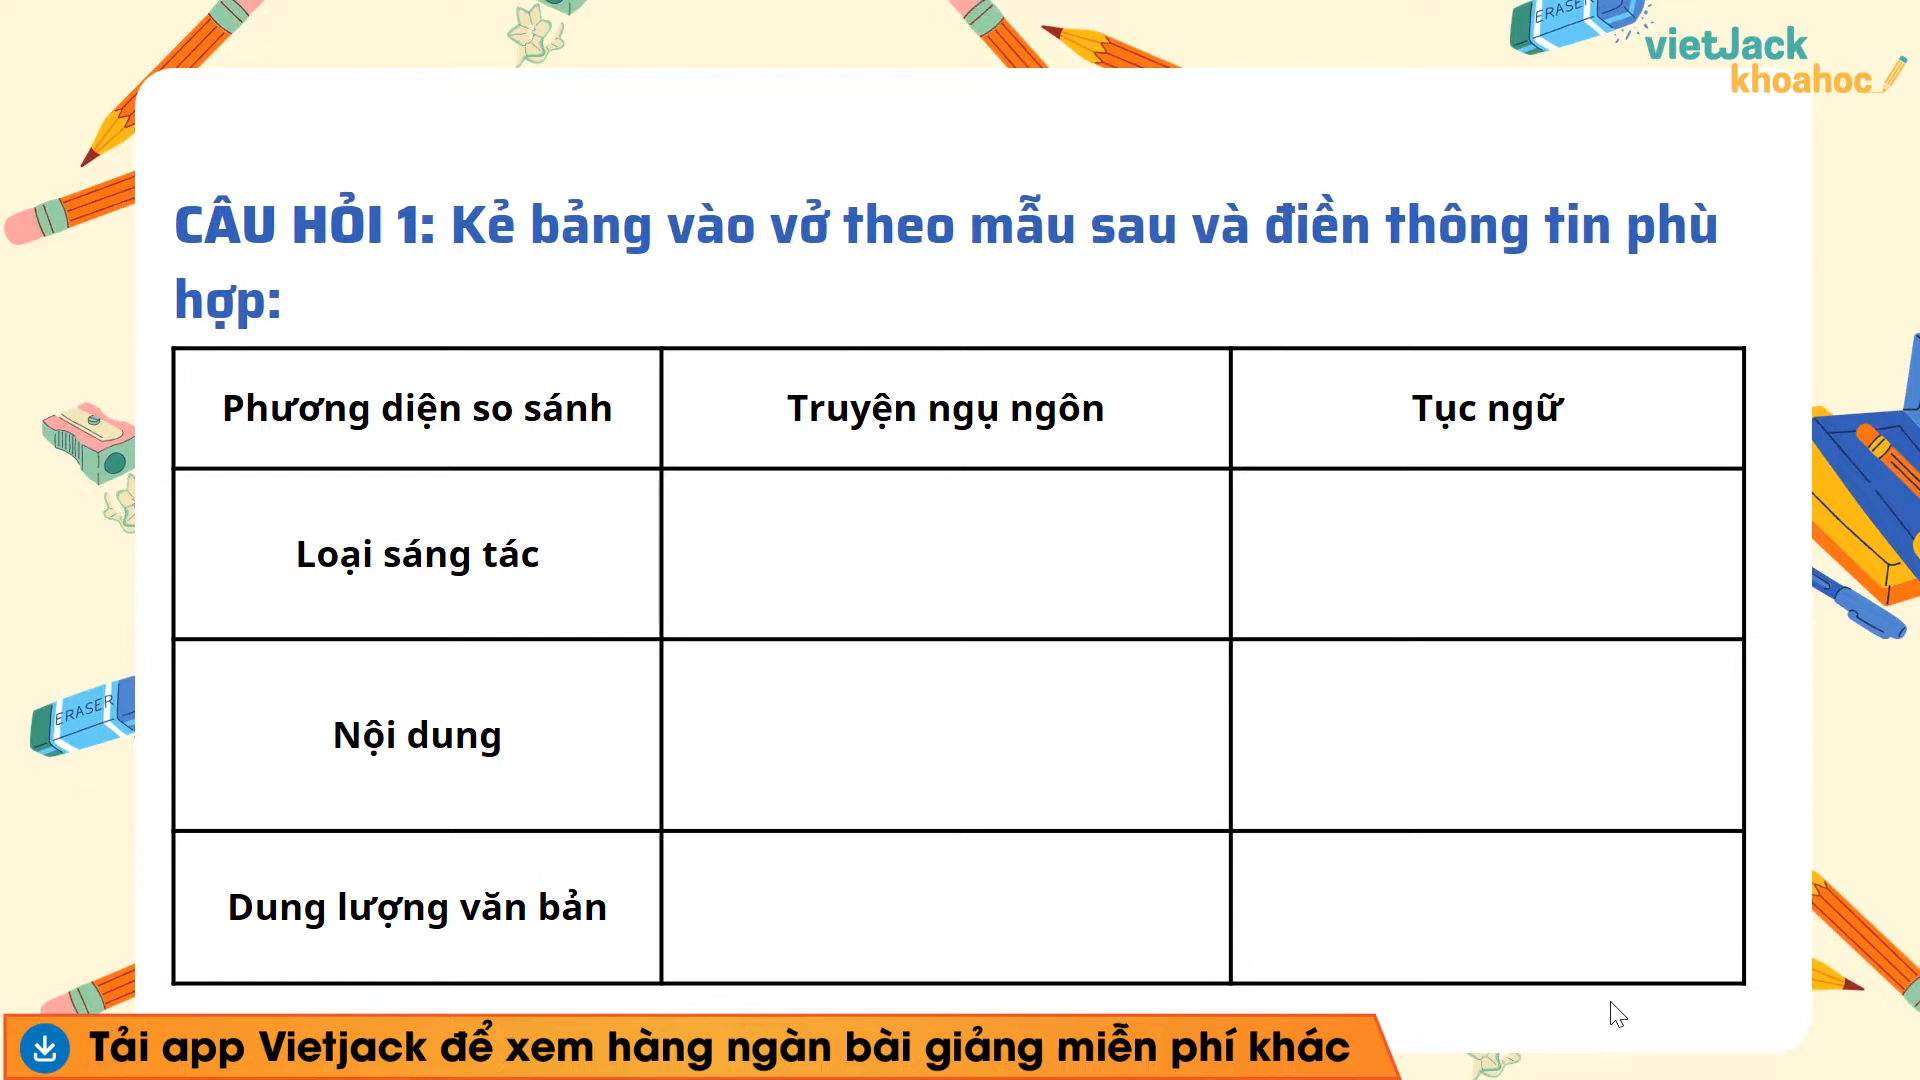 ERASER
vietJack
khoahoc
CÂU HỎI 1: Kẻ bảng vào vở theo mẫu sau và điền thông tin phù
hợp:
Phương diện so sánh Truyện ngụ ngôn Tục ngữ
Loại sáng tác
Nội dung
ERASER
Dung lượng văn bản
Tải app Vietjack để xem hàng ngàn bài giảng miễn phí khác